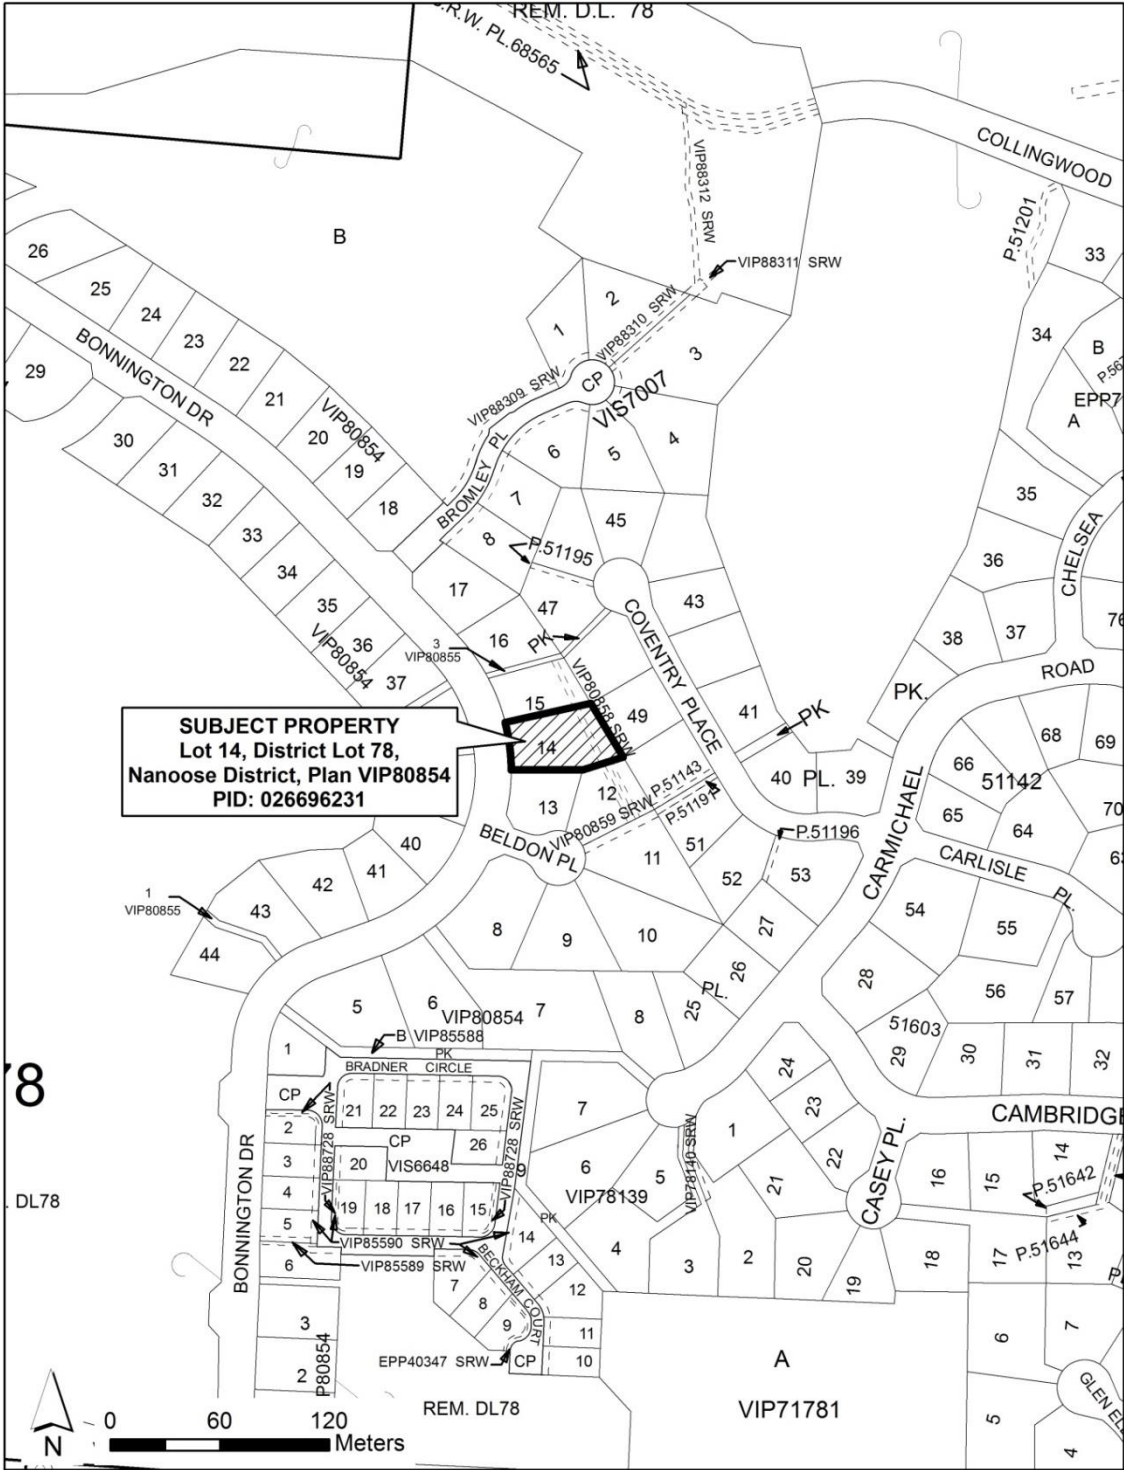 REM. D.L. 78
.R.W. PL.68565
COLLINGWOOD
VIP88312 SRW
P.51201
B
26
33
VIP88311 SRW
25
2
24
VIP88310 SRW
1
34
23
BONNINGTON DR
3
B
22
29
CP
P.567
VIP88309 SRW
VIS7007
EPP7
21
A
VIP80854
20
4
30
BROMLEY PL
6
5
19
31
18
7
35
32
45
CHELSEA
33
8
P.51195
36
34
17
43
47
COVENTRY PLACE
35
76
VIP80854
36
16
PK
38
37
3
VIP80855
37
VIP80858 SRW
ROAD
PK.
15
49
41
PK
SUBJECT PROPERTY
Lot 14, District Lot 78,
Nanoose District, Plan VIP80854
PID: 026696231
14
68
69
66
P.51143
40
PL.
39
51142
12
13
P.51191
VIP80859 SRW
65
70
CARMICHAEL
64
P.51196
BELDON PL
40
51
11
63
CARLISLE
PL.
41
52
53
42
1
VIP80855
43
54
27
55
8
9
10
44
26
28
56
57
PL.
5
6
VIP80854
7
8
25
51603
B VIP85588
1
PK
29
30
31
32
BRADNER CIRCLE
24
78
CP
21
22
23
24
25
7
23
CAMBRIDGE
2
VIP88728 SRW
VIP88728 SRW
1
CASEY PL.
CP
26
VIP78140 SRW
14
3
20
VIS6648
22
9
6
5
16
15
4
VIP78139
21
P.51642
. DL78
BONNINGTON DR
19
18
17
16
15
5
PK
14
P.51644
VIP85590 SRW
4
17
13
6
VIP85589 SRW
BECKHAM COURT
13
3
2
20
18
7
12
19
8
3
9
11
6
7
EPP40347 SRW
CP
10
A
2
P80854
GLEN EL
REM. DL78
VIP71781
5
4
0
60
120
Meters
N